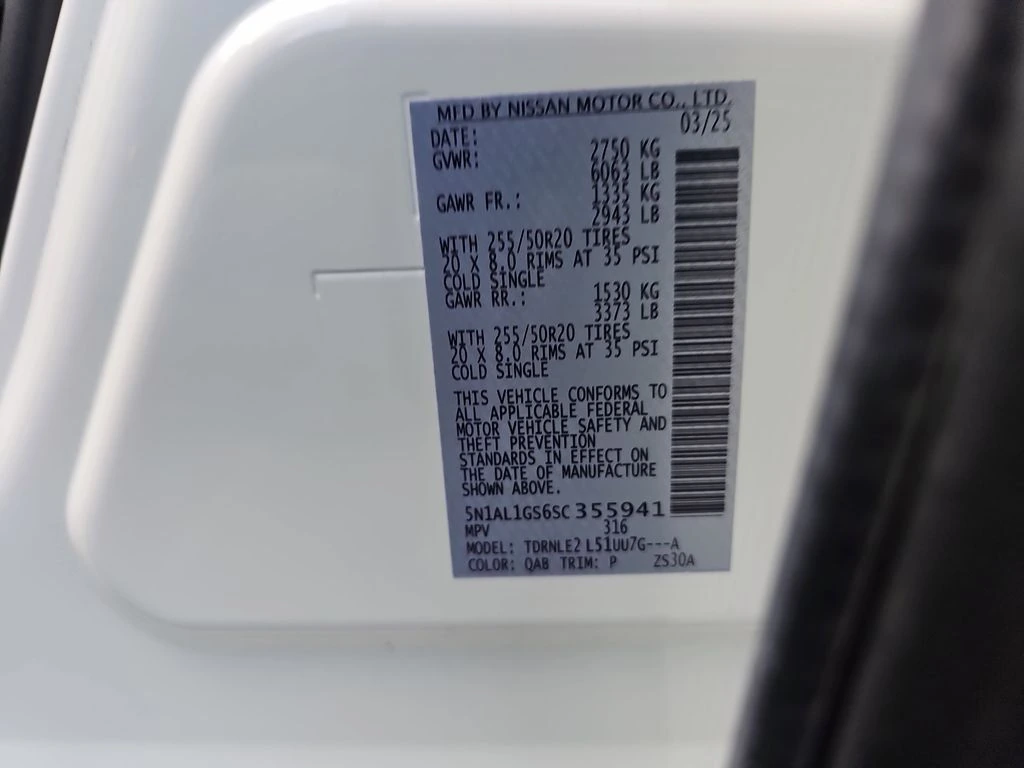 MFD BY NISSAN MOTOR CO., LTD.
DATE: 03/25
GVWR: 2750 KG
6063 LB
GAWR FR.: 1335 KG
2943 LB
WITH 255/50R20 TIRES
20 X 8.0 RIMS AT 35 PSI
COLD SINGLE
GAWR RR.: 1530 KG
3373 LB
WITH 255/50R20 TIRES
20 X 8.0 RIMS AT 35 PSI
COLD SINGLE
THIS VEHICLE CONFORMS TO
ALL APPLICABLE FEDERAL
MOTOR VEHICLE SAFETY AND
THEFT PREVENTION
STANDARDS IN EFFECT ON
THE DATE OF MANUFACTURE
SHOWN ABOVE.
5N1AL1GS6SC355941
MPV 316
MODEL: TDRNLE2 L51UU7G---A
COLOR: QAB TRIM: P ZS30A